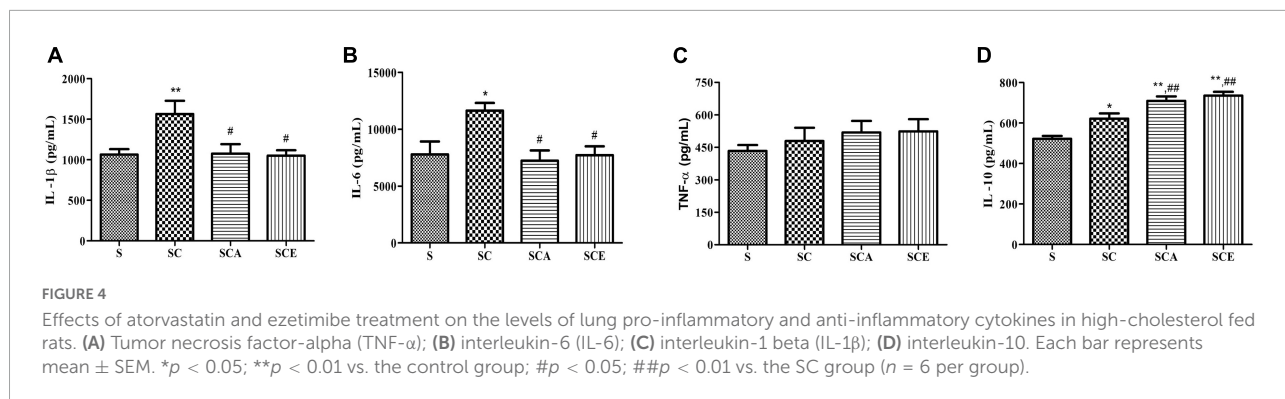 A
B
C
D
2000
1500
1000
500
0
IL -1β (pg/mL)
**
#
#
S SC SCA SCE
15000
10000
5000
0
IL-6 (pg/mL)
*
#
#
S SC SCA SCE
750
600
450
300
150
0
TNF-α (pg/mL)
S SC SCA SCE
800
600
400
200
0
IL -10 (pg/mL)
*
**,##
**,##
S SC SCA SCE
FIGURE 4
Effects of atorvastatin and ezetimibe treatment on the levels of lung pro-inflammatory and anti-inflammatory cytokines in high-cholesterol fed
rats. (A) Tumor necrosis factor-alpha (TNF-α); (B) interleukin-6 (IL-6); (C) interleukin-1 beta (IL-1β); (D) interleukin-10. Each bar represents
mean ± SEM. *p < 0.05; **p < 0.01 vs. the control group; #p < 0.05; ##p < 0.01 vs. the SC group (n = 6 per group).